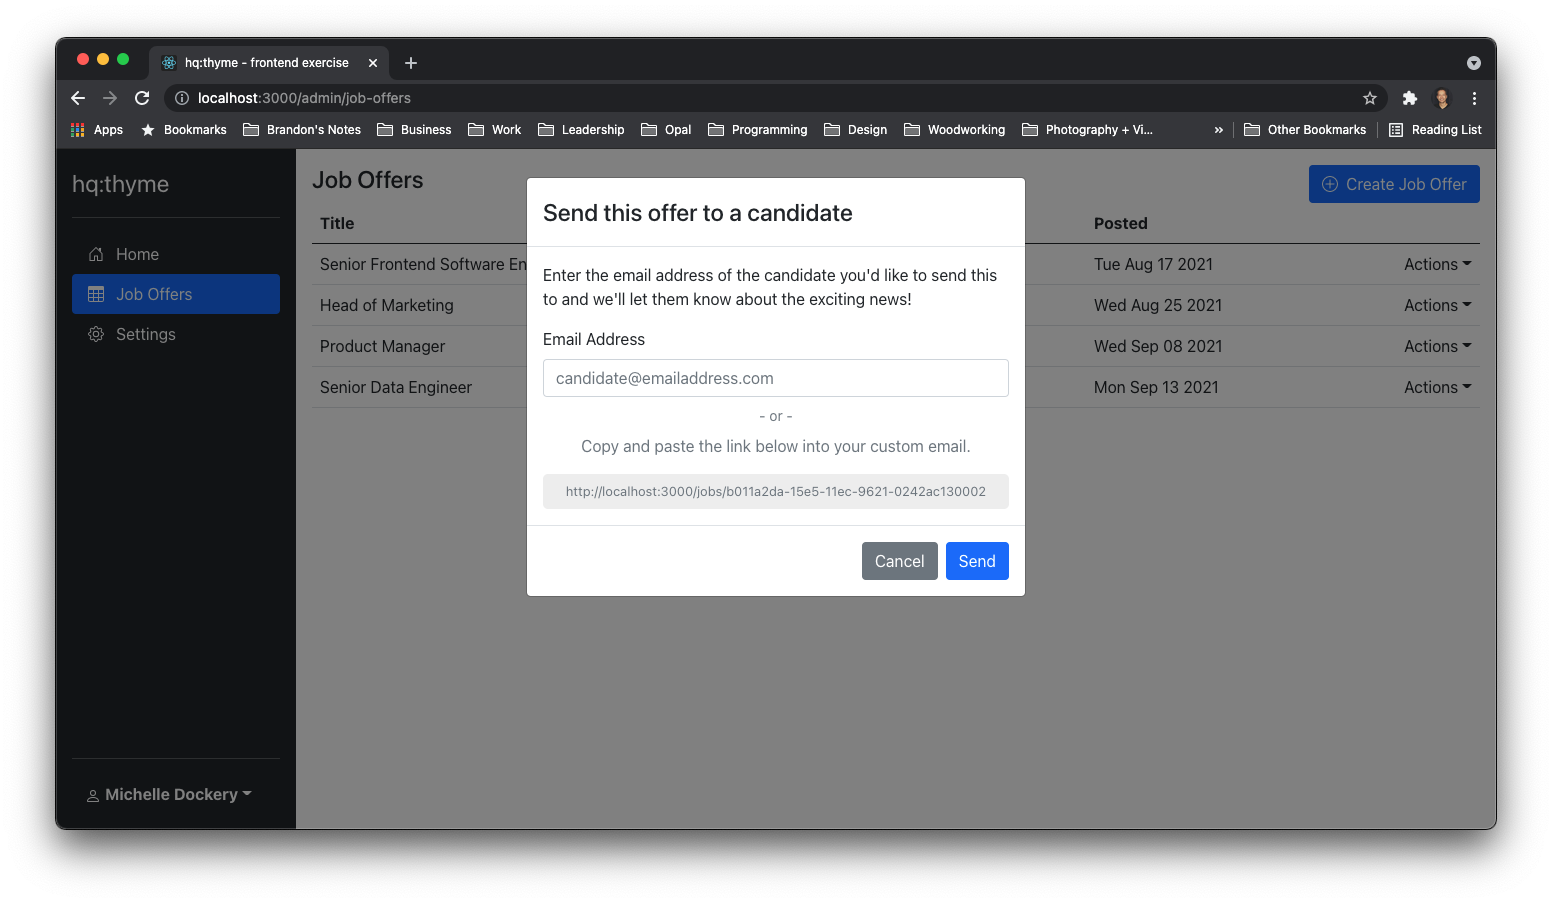 hq:thyme - frontend exercise
localhost:3000/admin/job-offers
Apps Bookmarks Brandon's Notes Business Work Leadership Opal Programming Design Woodworking Photography + Vi... » Other Bookmarks Reading List
hq:thyme
Home
Job Offers
Settings
Michelle Dockery
Job Offers
Create Job Offer
Title Posted
Senior Frontend Software En Tue Aug 17 2021 Actions
Head of Marketing Wed Aug 25 2021 Actions
Product Manager Wed Sep 08 2021 Actions
Senior Data Engineer Mon Sep 13 2021 Actions
Send this offer to a candidate
Enter the email address of the candidate you'd like to send this
to and we'll let them know about the exciting news!
Email Address
candidate@emailaddress.com
- or -
Copy and paste the link below into your custom email.
http://localhost:3000/jobs/b011a2da-15e5-11ec-9621-0242ac130002
Cancel Send